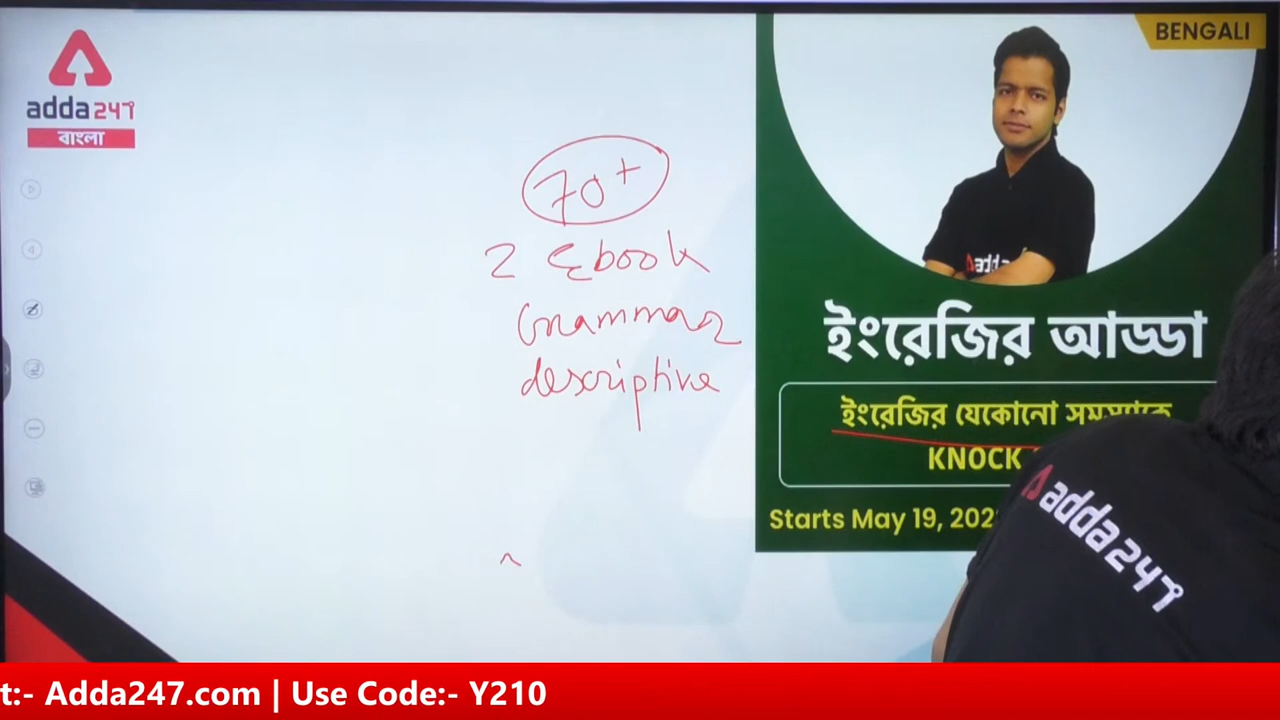 adda247
বাংলা
70+
2 Ebook
Grammar
descriptive
BENGALI
adda
ইংরেজির আড্ডা
ইংরেজির যেকোনো সমস্যাকে
KNOCK
Starts May 19, 202
adda247
t:- Adda247.com | Use Code:- Y210